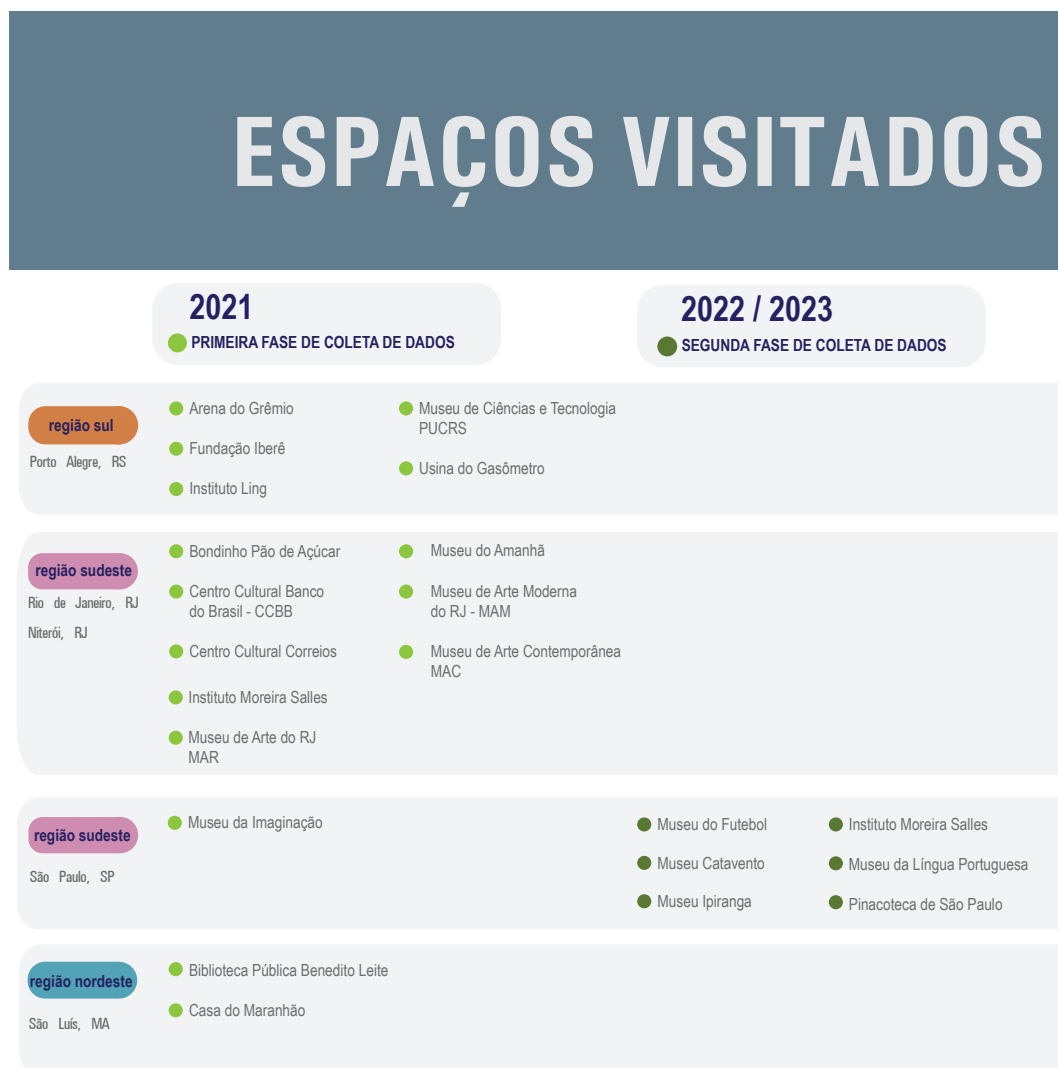 ESPAÇOS VISITADOS
2021
PRIMEIRA FASE DE COLETA DE DADOS
2022 / 2023
SEGUNDA FASE DE COLETA DE DADOS
região sul
Porto Alegre, RS
Arena do Grêmio
Fundação Iberê
Instituto Ling
Museu de Ciências e Tecnologia
PUCRS
Usina do Gasômetro
região sudeste
Rio de Janeiro, RJ
Niterói, RJ
Bondinho Pão de Açúcar
Centro Cultural Banco
do Brasil - CCBB
Centro Cultural Correios
Instituto Moreira Salles
Museu de Arte do RJ
MAR
Museu do Amanhã
Museu de Arte Moderna
do RJ - MAM
Museu de Arte Contemporânea
MAC
região sudeste
São Paulo, SP
Museu da Imaginação
Museu do Futebol
Museu Catavento
Museu Ipiranga
Instituto Moreira Salles
Museu da Língua Portuguesa
Pinacoteca de São Paulo
região nordeste
São Luís, MA
Biblioteca Pública Benedito Leite
Casa do Maranhão